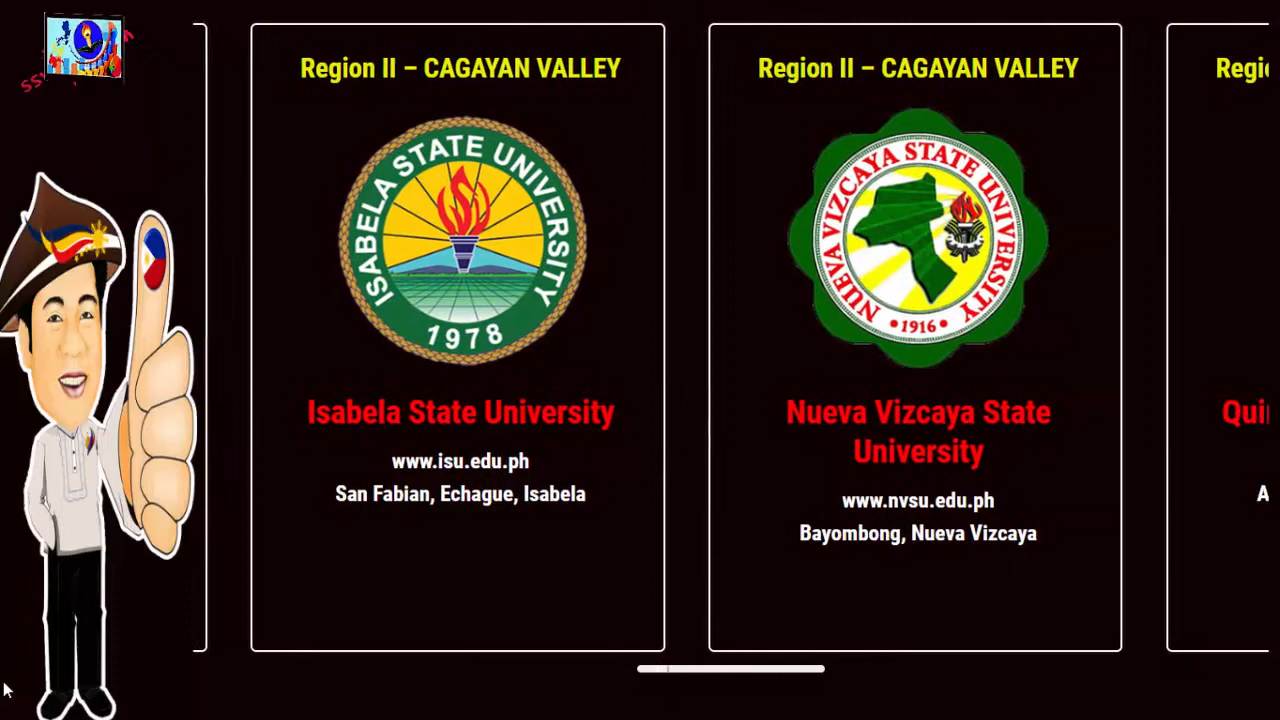 Region II – CAGAYAN VALLEY
ISABELA STATE UNIVERSITY
1978
Isabela State University
www.isu.edu.ph
San Fabian, Echague, Isabela
Region II – CAGAYAN VALLEY
NUEVA VIZCAYA STATE UNIVERSITY
1916
Nueva Vizcaya State
University
www.nvsu.edu.ph
Bayombong, Nueva Vizcaya